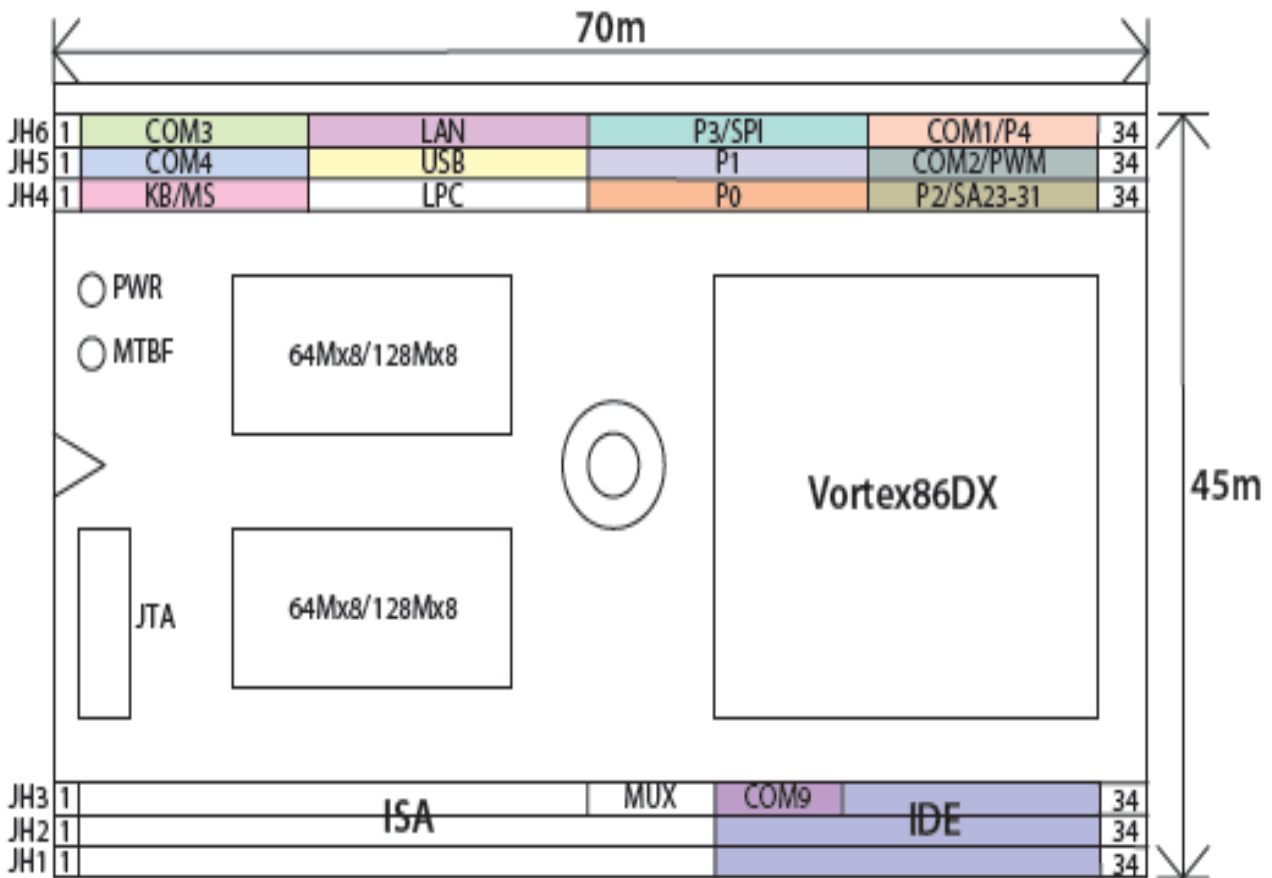 70m
JH6 1 COM3 LAN P3/SPI COM1/P4 34
JH5 1 COM4 USB P1 COM2/PWM 34
JH4 1 KB/MS LPC P0 P2/SA23-31 34
PWR
MTBF
64Mx8/128Mx8
Vortex86DX
45m
JTA
64Mx8/128Mx8
JH3 1 MUX COM9 34
ISA IDE
JH2 1 34
JH1 1 34